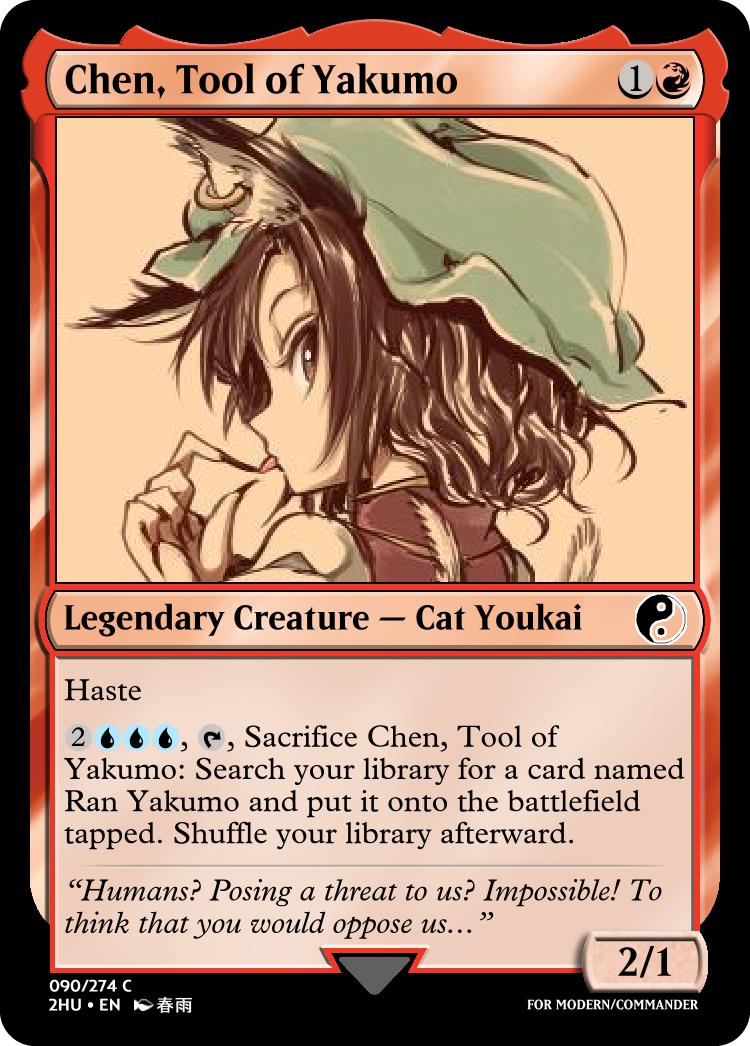 Chen, Tool of Yakumo 1
Legendary Creature — Cat Youkai
Haste
2, , Sacrifice Chen, Tool of
Yakumo: Search your library for a card named
Ran Yakumo and put it onto the battlefield
tapped. Shuffle your library afterward.
“Humans? Posing a threat to us? Impossible! To
think that you would oppose us…”
2/1
090/274 C
2HU • EN 春雨
FOR MODERN/COMMANDER